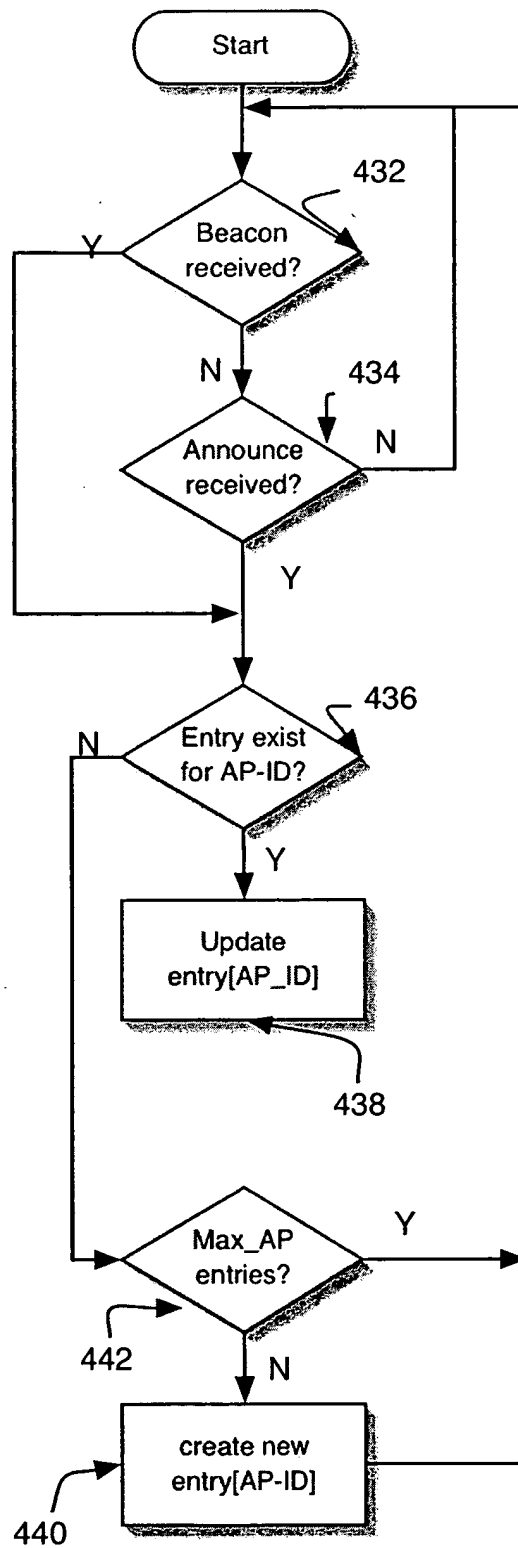 Start
432
Y
Beacon
received?
N
434
Announce
received?
N
Y
436
N
Entry exist
for AP-ID?
Y
Update
entry[AP_ID]
438
Max_AP
entries?
Y
442
N
create new
entry[AP-ID]
440